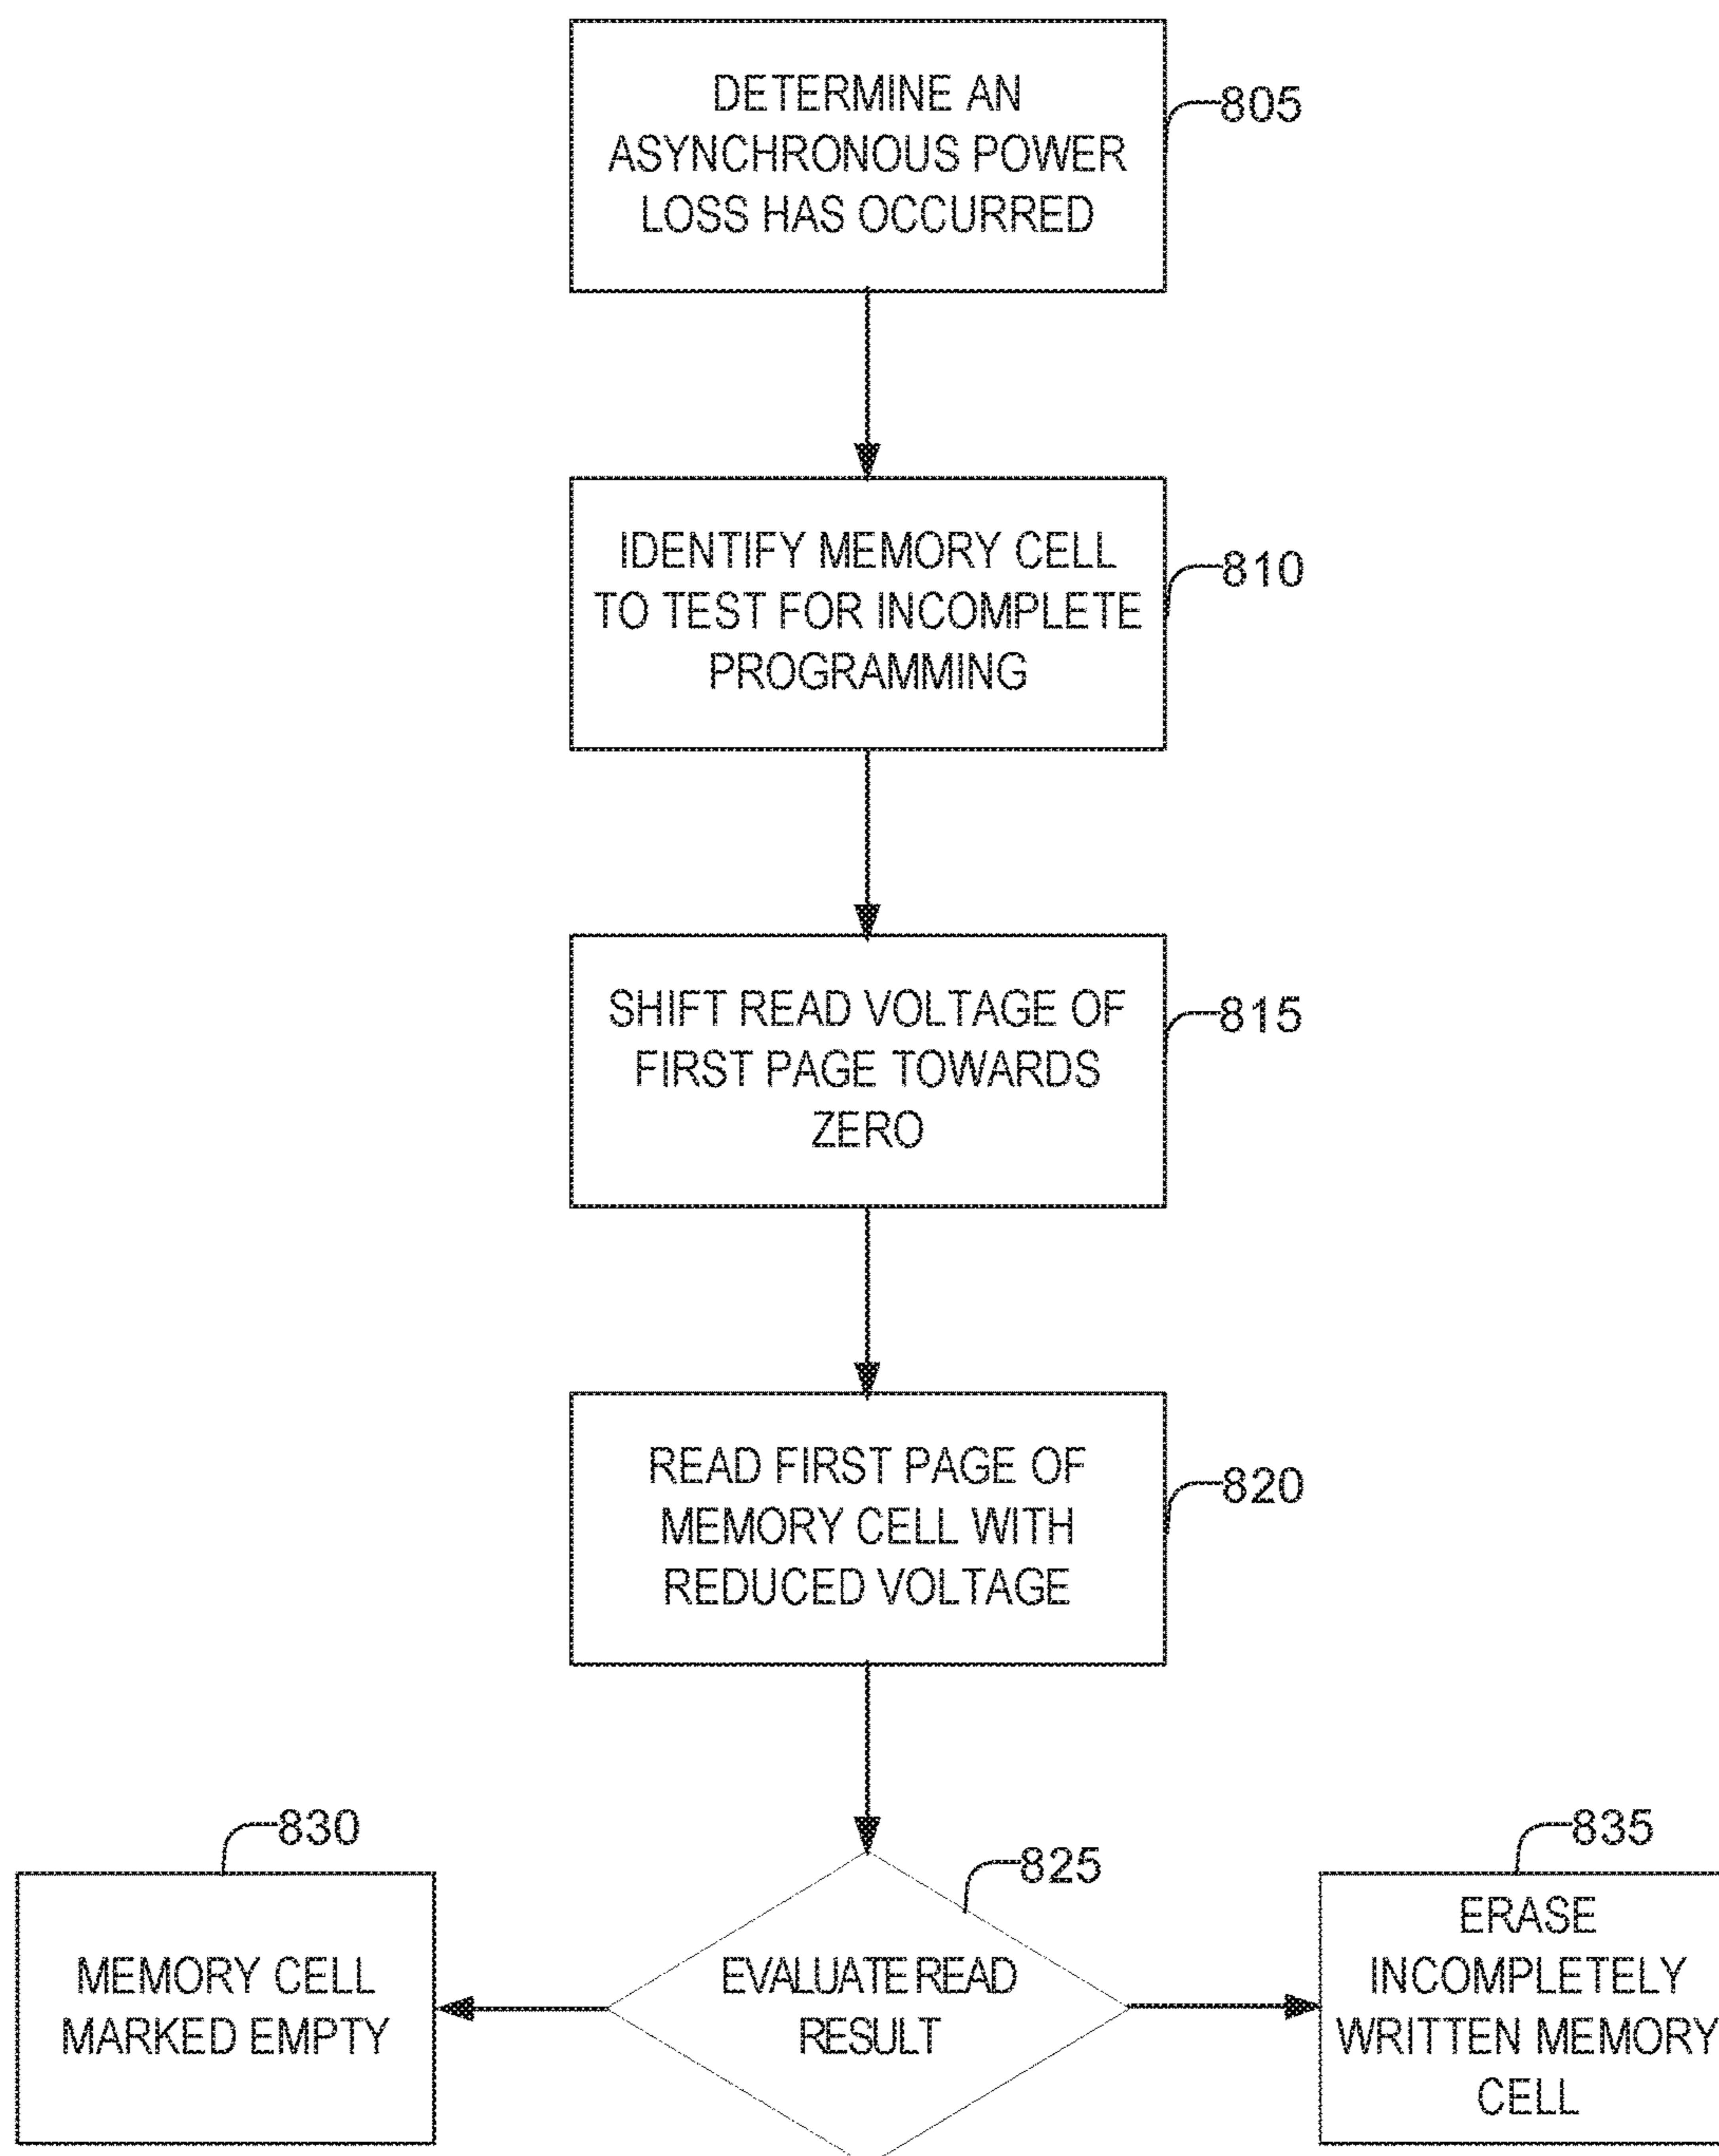 DETERMINE AN
ASYNCHRONOUS POWER
LOSS HAS OCCURRED
805
IDENTIFY MEMORY CELL
TO TEST FOR INCOMPLETE
PROGRAMMING
810
SHIFT READ VOLTAGE OF
FIRST PAGE TOWARDS
ZERO
815
READ FIRST PAGE OF
MEMORY CELL WITH
REDUCED VOLTAGE
820
830
MEMORY CELL
MARKED EMPTY
825
EVALUATE READ
RESULT
835
ERASE
INCOMPLETELY
WRITTEN MEMORY
CELL